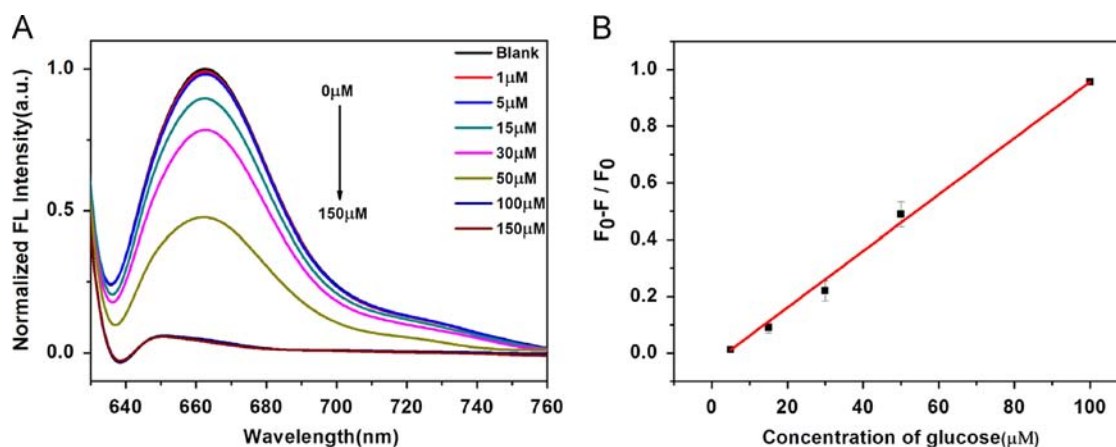 A
Normalized FL Intensity(a.u.)
1.0
0.5
0.0
640 660 680 700 720 740 760
Wavelength(nm)
0μM
150μM
Blank
1μM
5μM
15μM
30μM
50μM
100μM
150μM
B
F0-F / F0
1.0
0.8
0.6
0.4
0.2
0.0
0 20 40 60 80 100
Concentration of glucose(μM)